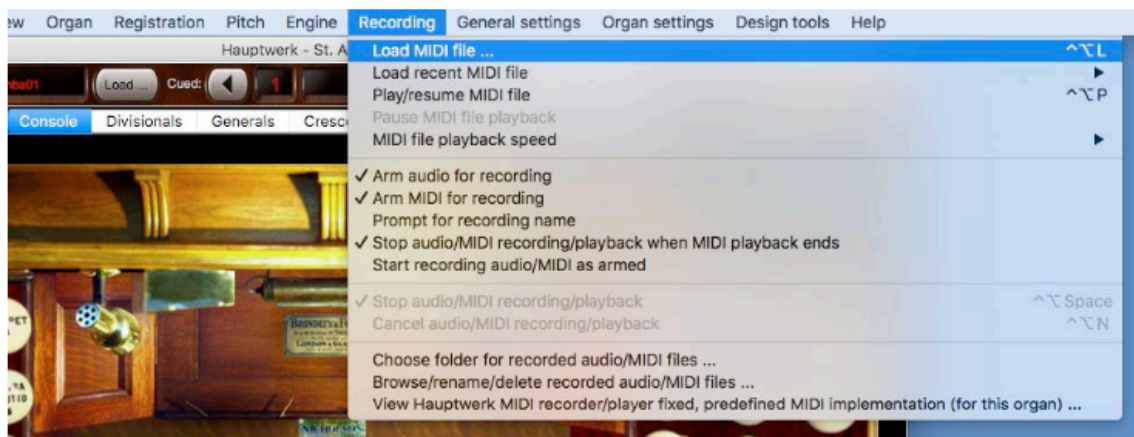 ew Organ Registration Pitch Engine Recording General settings Organ settings Design tools Help
Hauptwerk - St. A
Load ... Cued: 1
Console Divisionals Generals Cresc
Load MIDI file ... ^⌥L
Load recent MIDI file
Play/resume MIDI file ^⌥P
Pause MIDI file playback
MIDI file playback speed
✓ Arm audio for recording
✓ Arm MIDI for recording
Prompt for recording name
✓ Stop audio/MIDI recording/playback when MIDI playback ends
Start recording audio/MIDI as armed
✓ Stop audio/MIDI recording/playback ^⌥Space
Cancel audio/MIDI recording/playback ^⌥N
Choose folder for recorded audio/MIDI files ...
Browse/rename/delete recorded audio/MIDI files ...
View Hauptwerk MIDI recorder/player fixed, predefined MIDI implementation (for this organ) ...